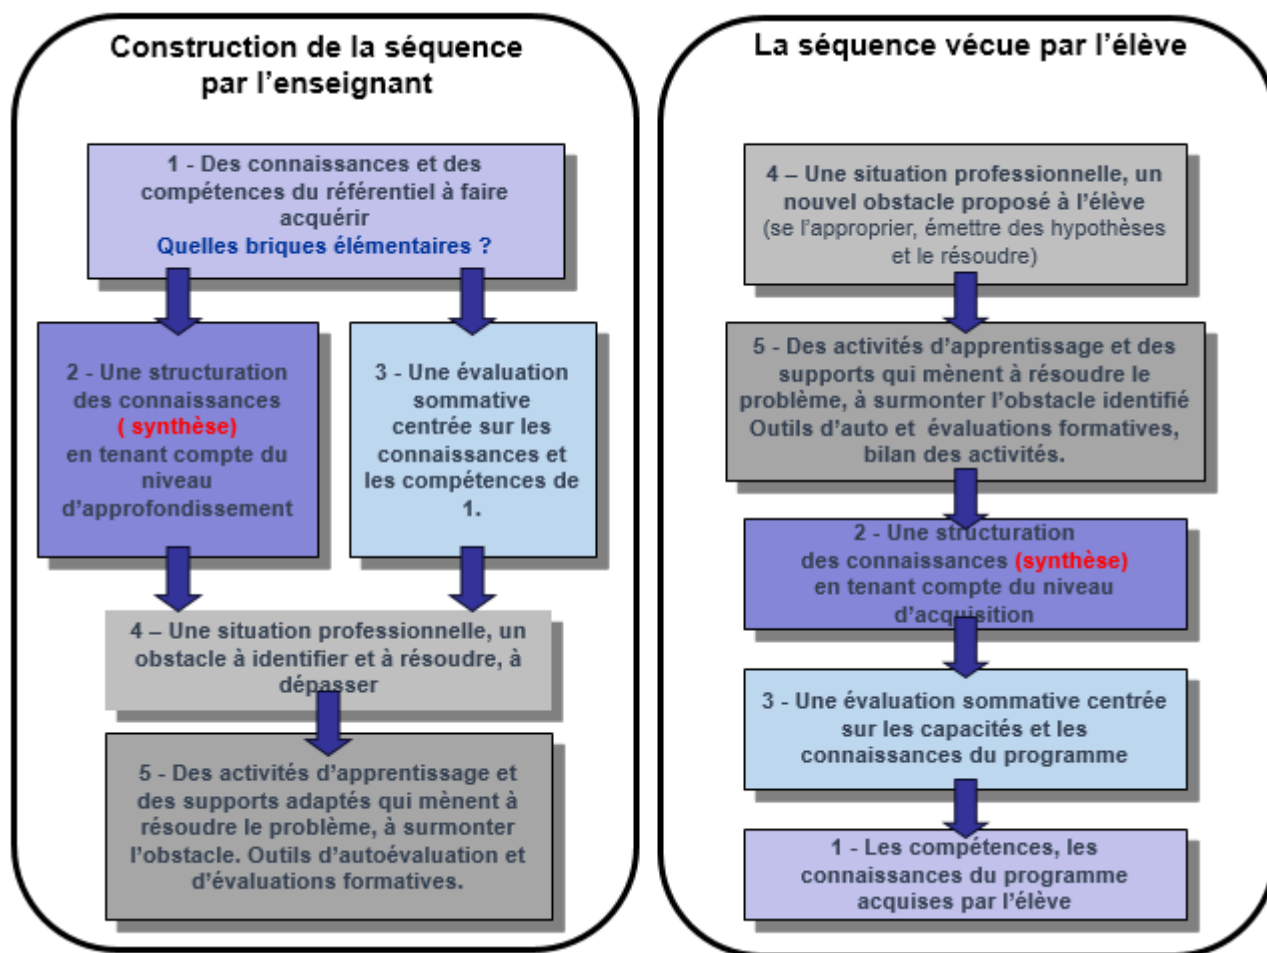 Construction de la séquence
par l'enseignant
1 - Des connaissances et des
compétences du référentiel à faire
acquérir
Quelles briques élémentaires ?
2 - Une structuration
des connaissances
( synthèse)
en tenant compte du
niveau
d'approfondissement
3 - Une évaluation
sommative
centrée sur les
connaissances et
les compétences de
1.
4 – Une situation professionnelle, un
obstacle à identifier et à résoudre, à
dépasser
5 - Des activités d'apprentissage et
des supports adaptés qui mènent à
résoudre le problème, à surmonter
l'obstacle. Outils d'autoévaluation et
d'évaluations formatives.
La séquence vécue par l'élève
4 – Une situation professionnelle, un
nouvel obstacle proposé à l'élève
(se l'approprier, émettre des hypothèses
et le résoudre)
5 - Des activités d'apprentissage et des
supports qui mènent à résoudre le
problème, à surmonter l'obstacle identifié
Outils d'auto et évaluations formatives,
bilan des activités.
2 - Une structuration
des connaissances (synthèse)
en tenant compte du niveau
d'acquisition
3 - Une évaluation sommative centrée
sur les capacités et les
connaissances du programme
1 - Les compétences, les
connaissances du programme
acquises par l'élève